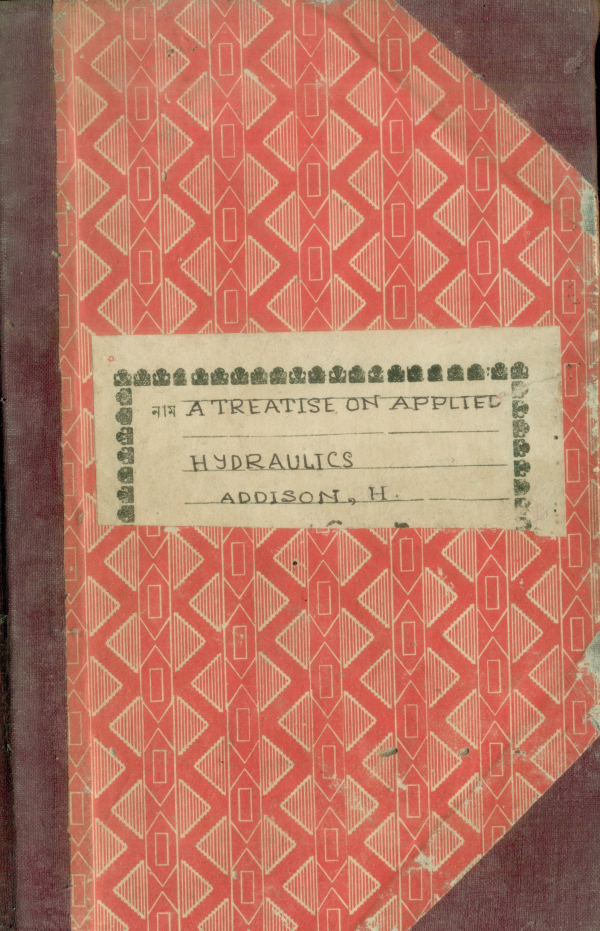 নাম A TREATISE ON APPLIED
HYDRAULICS
ADDISON, H.